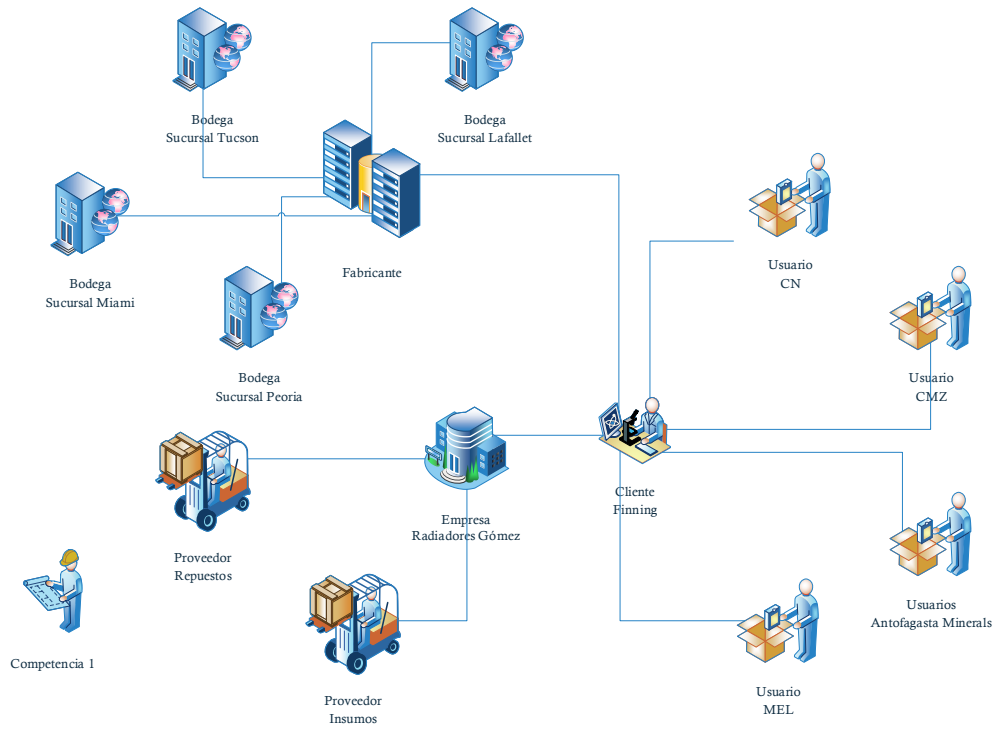 Bodega
Sucursal Tucson
Bodega
Sucursal Lafallet
Bodega
Sucursal Miami
Fabricante
Usuario
CN
Bodega
Sucursal Peoria
Usuario
CMZ
Cliente
Finning
Empresa
Radiadores Gómez
Proveedor
Repuestos
Usuarios
Antofagasta Minerals
Competencia 1
Proveedor
Insumos
Usuario
MEL